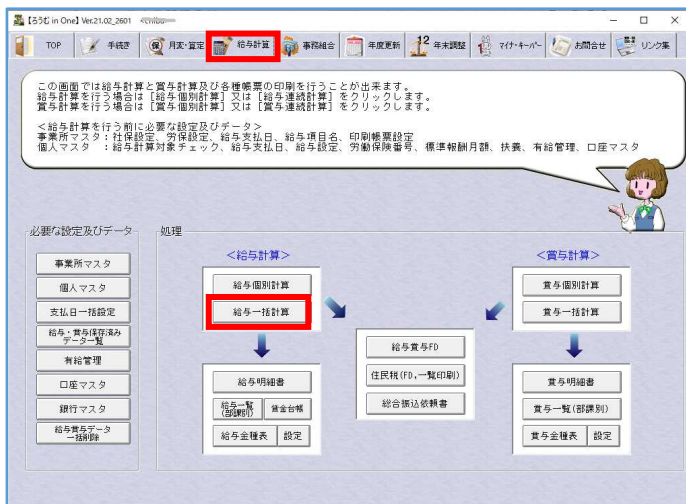 【ろうむ in One】 Ver.21.02_2601
TOP
手続き
月変・算定
給与計算
事務組合
年度更新
年末調整
マイナ・キーパー
お問合せ
リンク集
この画面では給与計算と賞与計算及び各種帳票の印刷を行うことが出来ます。
給与計算を行う場合は［給与個別計算］又は［給与連続計算］をクリックします。
賞与計算を行う場合は［賞与個別計算］又は［賞与連続計算］をクリックします。
＜給与計算を行う前に必要な設定及びデータ＞
事業所マスタ：社保設定、労保設定、給与支払日、給与項目名、印刷帳票設定
個人マスタ ：給与計算対象チェック、給与支払日、給与設定、労働保険番号、標準報酬月額、扶養、有給管理、口座マスタ
必要な設定及びデータ
事業所マスタ
個人マスタ
支払日一括設定
給与・賞与保存済み
データ一覧
有給管理
口座マスタ
銀行マスタ
給与賞与データ
一括削除
処理
＜給与計算＞
給与個別計算
給与一括計算
給与明細書
給与一覧
(部課別)
賃金台帳
給与金種表
設定
給与賞与FD
住民税(FD,一覧印刷)
総合振込依頼書
＜賞与計算＞
賞与個別計算
賞与一括計算
賞与明細書
賞与一覧(部課別)
賞与金種表
設定